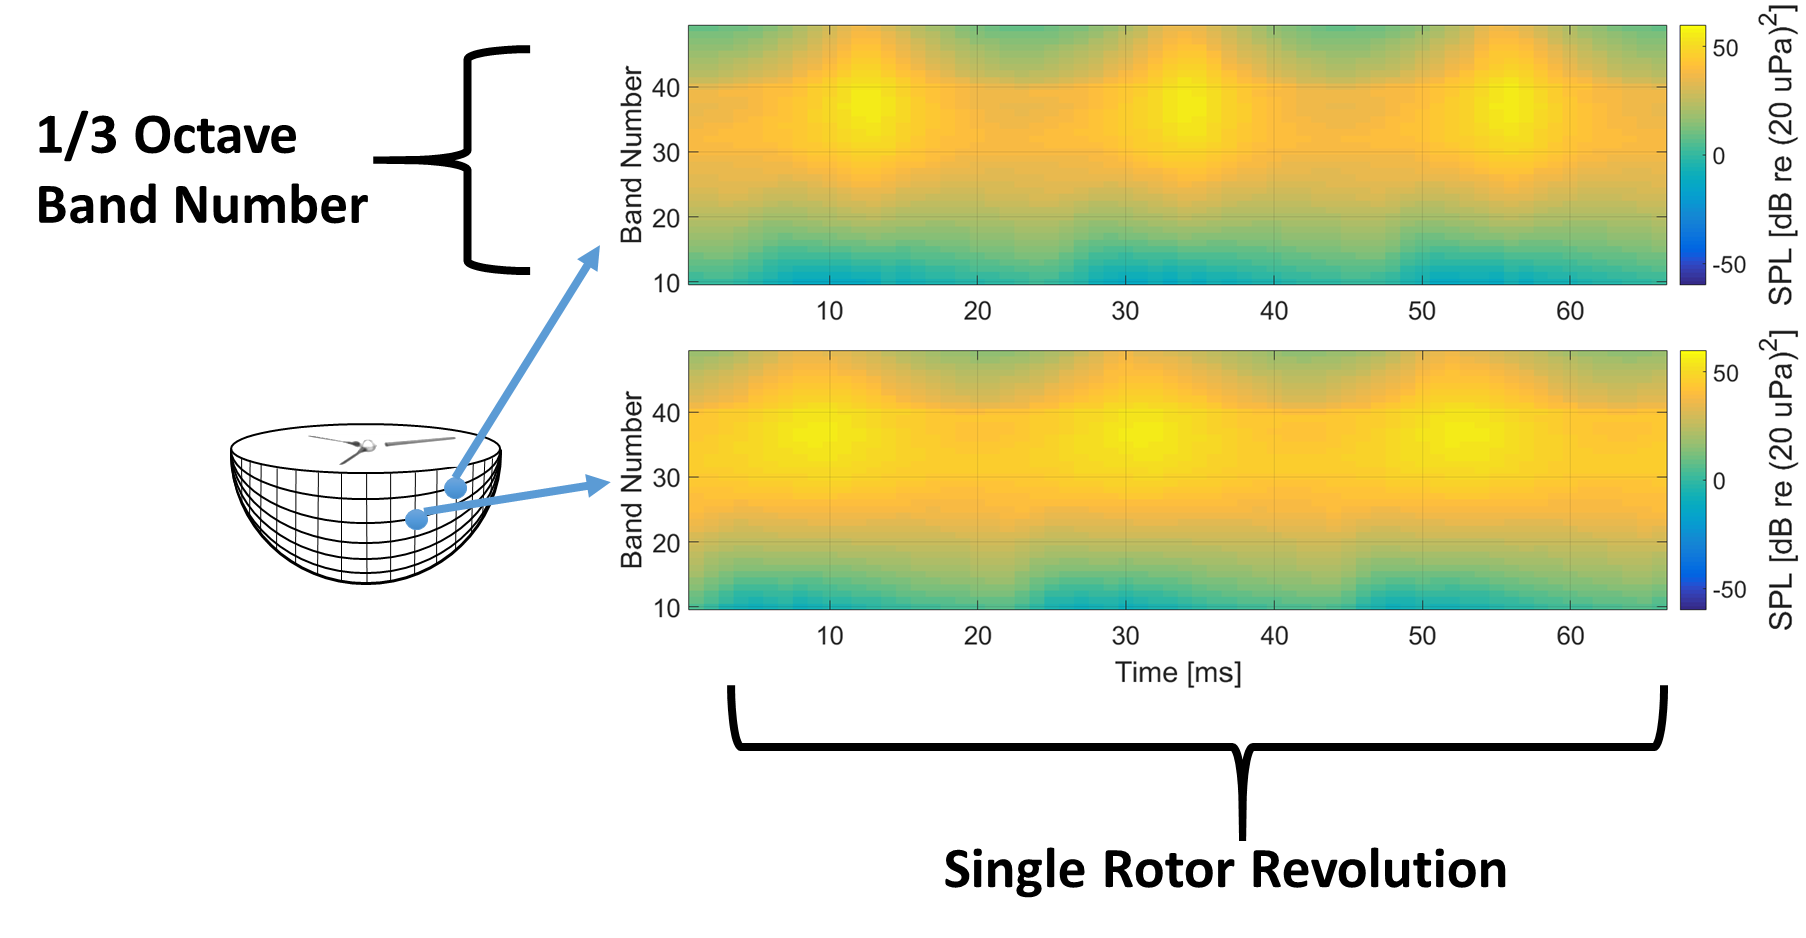 1/3 Octave
Band Number
Band Number
40
30
20
10
10 20 30 40 50 60
50
0
-50
SPL [dB re (20 uPa)²]
Band Number
40
30
20
10
10 20 30 40 50 60
Time [ms]
50
0
-50
SPL [dB re (20 uPa)²]
Single Rotor Revolution